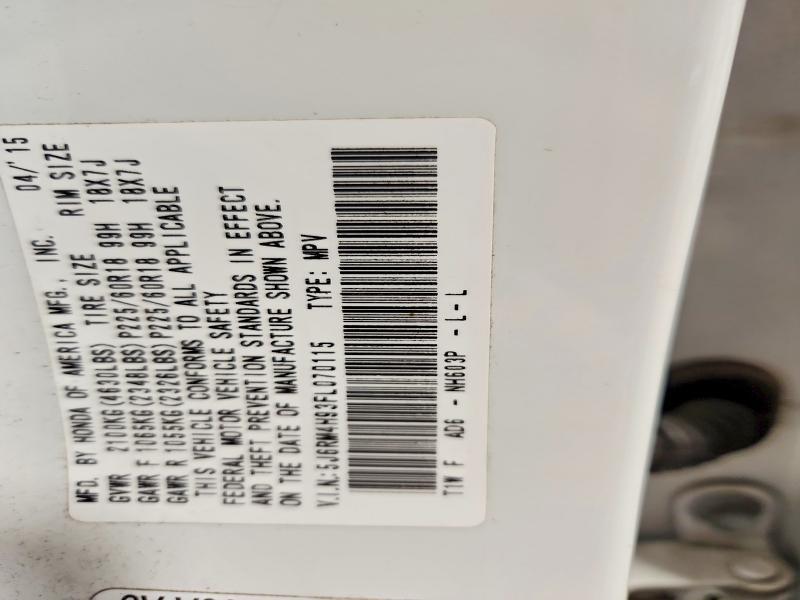 MFD. BY HONDA OF AMERICA MFG., INC. 04/'15
GVWR 2100KG(4630LBS) TIRE SIZE RIM SIZE
GAWR F 1065KG(2348LBS) P225/60R18 99H 18X7J
GAWR R 1055KG(2326LBS) P225/60R18 99H 18X7J
THIS VEHICLE CONFORMS TO ALL APPLICABLE
FEDERAL MOTOR VEHICLE SAFETY
AND THEFT PREVENTION STANDARDS IN EFFECT
ON THE DATE OF MANUFACTURE SHOWN ABOVE.
V.I.N.:5J6RM4H93FL070115 TYPE: MPV
T1W F AD6 - NH603P - L - L